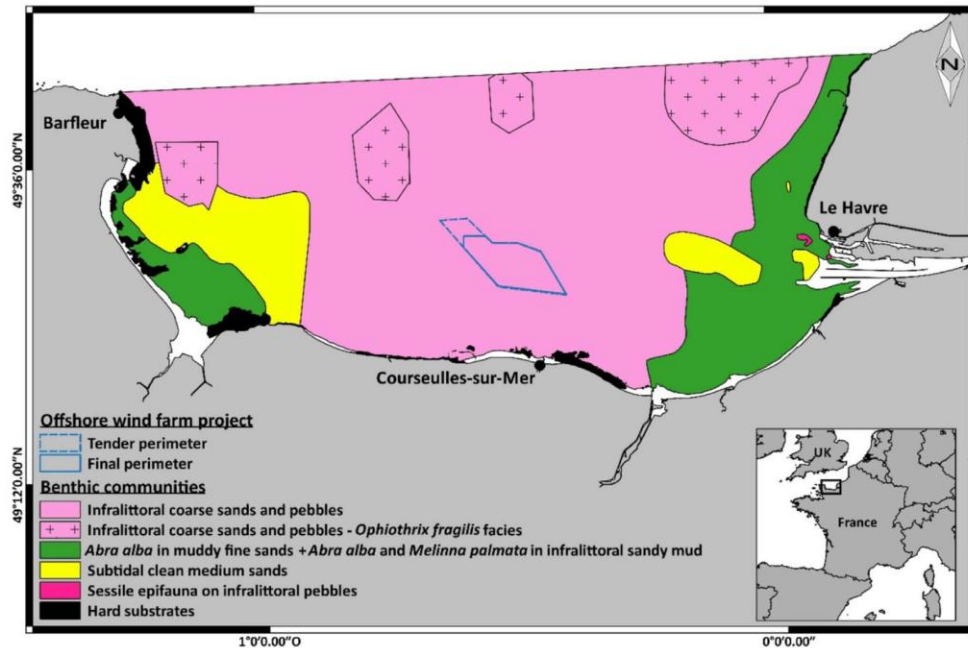 N
Barfleur
49°36'0.00"N
Le Havre
Courseulles-sur-Mer
Offshore wind farm project
Tender perimeter
Final perimeter
Benthic communities
Infralittoral coarse sands and pebbles
Infralittoral coarse sands and pebbles - Ophiothrix fragilis facies
Abra alba in muddy fine sands + Abra alba and Melinna palmata in infralittoral sandy mud
Subtidal clean medium sands
Sessile epifauna on infralittoral pebbles
Hard substrates
49°12'0.00"N
UK
France
1°0'0.00"O
0°0'0.00"